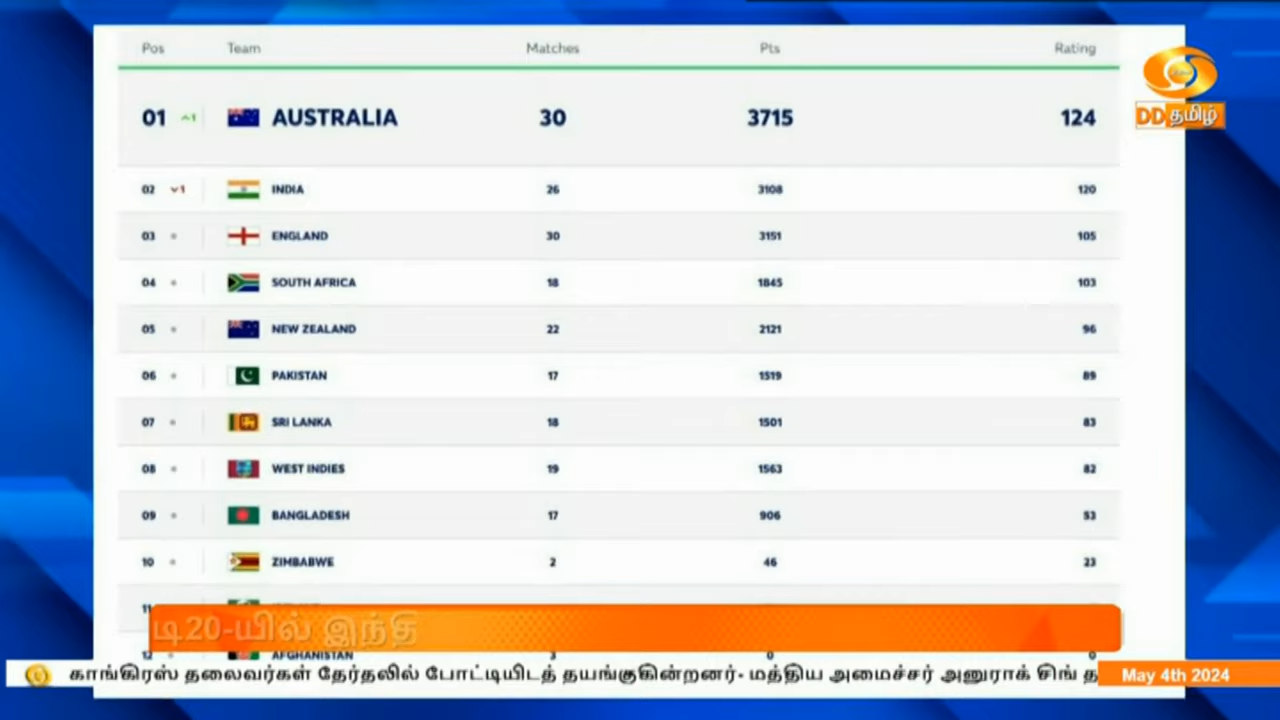 Pos Team Matches Pts Rating
01 1 AUSTRALIA 30 3715 124
DD தமிழ்
02 1 INDIA 26 3108 120
03 ENGLAND 30 3151 105
04 SOUTH AFRICA 18 1845 103
05 NEW ZEALAND 22 2121 96
06 PAKISTAN 17 1519 89
07 SRI LANKA 18 1501 83
08 WEST INDIES 19 1563 82
09 BANGLADESH 17 906 53
10 ZIMBABWE 2 46 23
11
டி20-யில் இந்தி
12 AFGHANISTAN 3 0 0
காங்கிரஸ் தலைவர்கள் தேர்தலில் போட்டியிடத் தயங்குகின்றனர்- மத்திய அமைச்சர் அனுராக் சிங் த
May 4th 2024